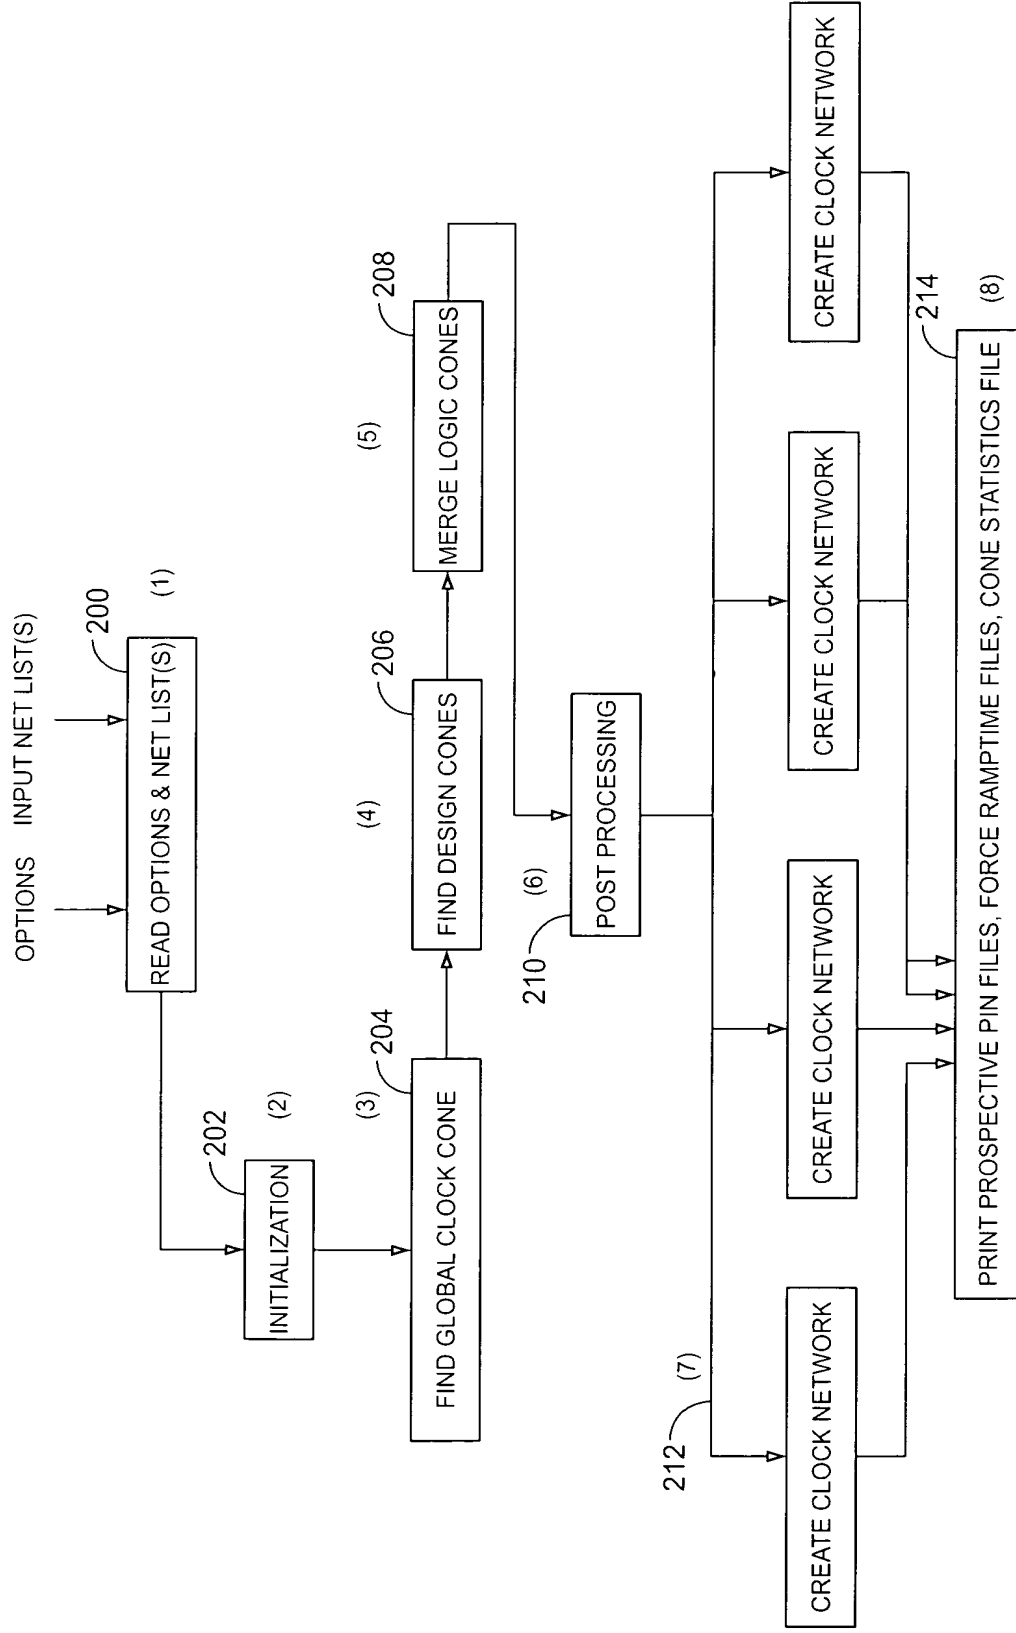 OPTIONS
INPUT NET LIST(S)
200
READ OPTIONS & NET LIST(S)
(1)
202
INITIALIZATION
(2)
204
(3)
FIND GLOBAL CLOCK CONE
206
(4)
FIND DESIGN CONES
208
(5)
MERGE LOGIC CONES
210
(6)
POST PROCESSING
212
(7)
CREATE CLOCK NETWORK
CREATE CLOCK NETWORK
CREATE CLOCK NETWORK
CREATE CLOCK NETWORK
214
PRINT PROSPECTIVE PIN FILES, FORCE RAMPTIME FILES, CONE STATISTICS FILE
(8)